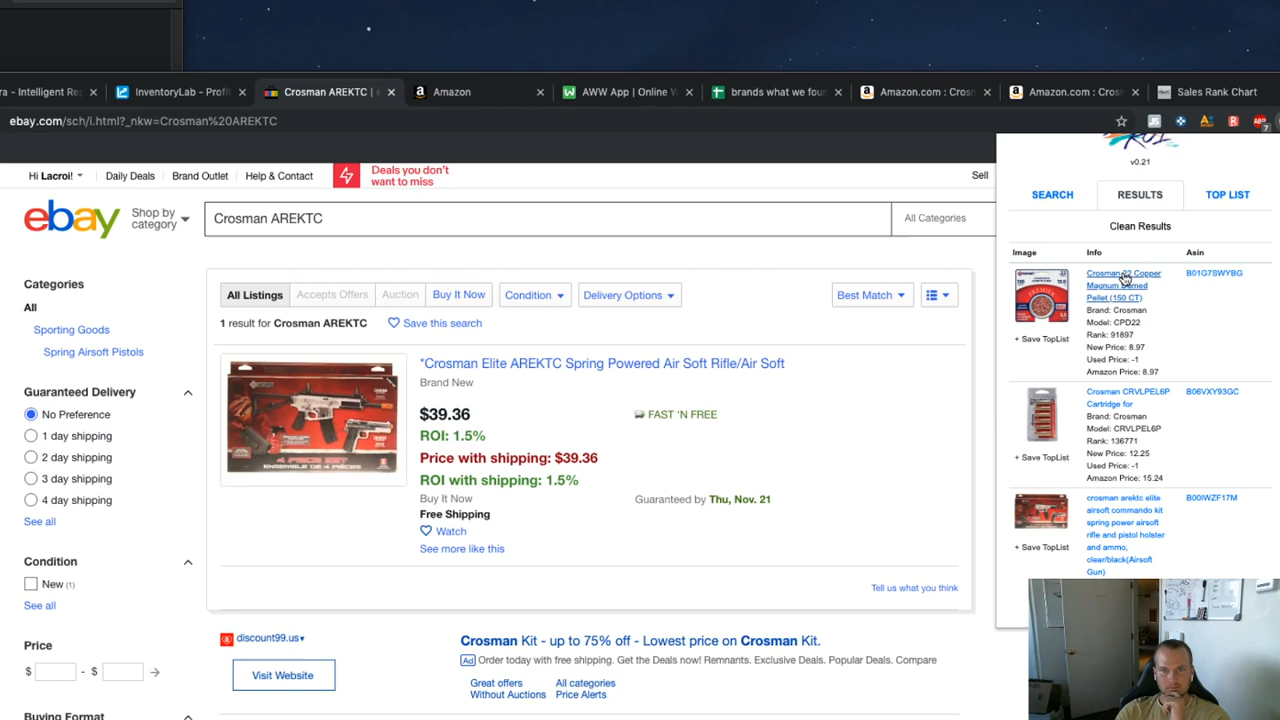 ra - Intelligent Re
InventoryLab - Profi
Crosman AREKTC |
Amazon
AWW App | Online W
brands what we fou
Amazon.com : Cros
Amazon.com : Cros
Sales Rank Chart
ebay.com/sch/i.html?_nkw=Crosman%20AREKTC
7
v0.21
Hi Lacroi!
Daily Deals
Brand Outlet
Help & Contact
Deals you don't
want to miss
Sell
SEARCH
RESULTS
TOP LIST
ebay
Shop by
category
Crosman AREKTC
All Categories
Clean Results
Image
Info
Asin
Crosman 22 Copper
Magnum Domed
Pellet (150 CT)
B01G7SWYBG
Brand: Crosman
Model: CPD22
Rank: 91897
New Price: 8.97
Used Price: -1
Amazon Price: 8.97
+ Save TopList
Crosman CRVLPEL6P
Cartridge for
B06VXY93GC
Brand: Crosman
Model: CRVLPEL6P
Rank: 136771
New Price: 12.25
Used Price: -1
Amazon Price: 15.24
+ Save TopList
crosman arektc elite
airsoft commando kit
spring power airsoft
rifle and pistol holster
and ammo,
clear/black(Airsoft
Gun)
B00IWZF17M
+ Save TopList
Categories
All
Sporting Goods
Spring Airsoft Pistols
Guaranteed Delivery
No Preference
1 day shipping
2 day shipping
3 day shipping
4 day shipping
See all
Condition
New (1)
See all
Price
$
- $
Buying Format
All Listings
Accepts Offers
Auction
Buy It Now
Condition
Delivery Options
Best Match
1 result for Crosman AREKTC
Save this search
*Crosman Elite AREKTC Spring Powered Air Soft Rifle/Air Soft
Brand New
$39.36
FAST 'N FREE
ROI: 1.5%
Price with shipping: $39.36
ROI with shipping: 1.5%
Buy It Now
Guaranteed by Thu, Nov. 21
Free Shipping
Watch
See more like this
Tell us what you think
discount99.us
Visit Website
Crosman Kit - up to 75% off - Lowest price on Crosman Kit.
Ad Order today with free shipping. Get the Deals now! Remnants. Exclusive Deals. Popular Deals. Compare
Great offers
All categories
Without Auctions
Price Alerts